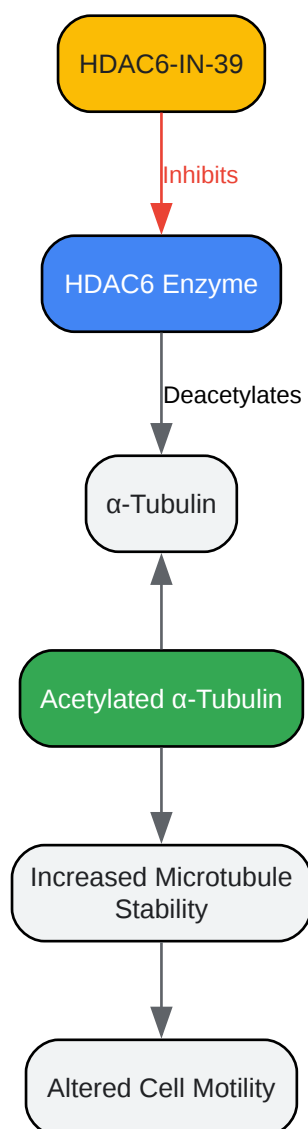 HDAC6-IN-39
Inhibits
HDAC6 Enzyme
Deacetylates
α-Tubulin
Acetylated α-Tubulin
Increased Microtubule
Stability
Altered Cell Motility